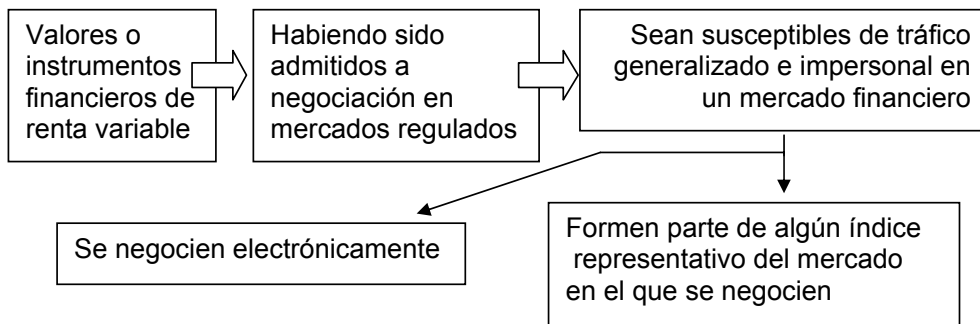 Valores o
instrumentos
financieros de
renta variable
Habiendo sido
admitidos a
negociación en
mercados regulados
Sean susceptibles de tráfico
generalizado e impersonal en
un mercado financiero
Se negocien electrónicamente
Formen parte de algún índice
representativo del mercado
en el que se negocien